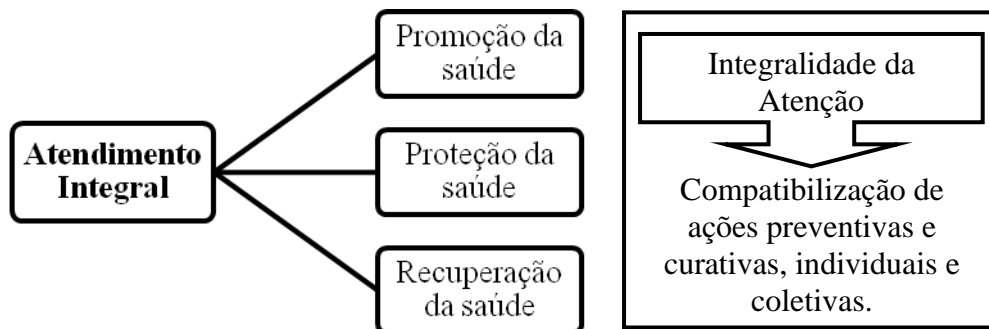 Atendimento
Integral
Promoção da
saúde
Proteção da
saúde
Recuperação
da saúde
Integralidade da
Atenção
Compatibilização de
ações preventivas e
curativas, individuais e
coletivas.